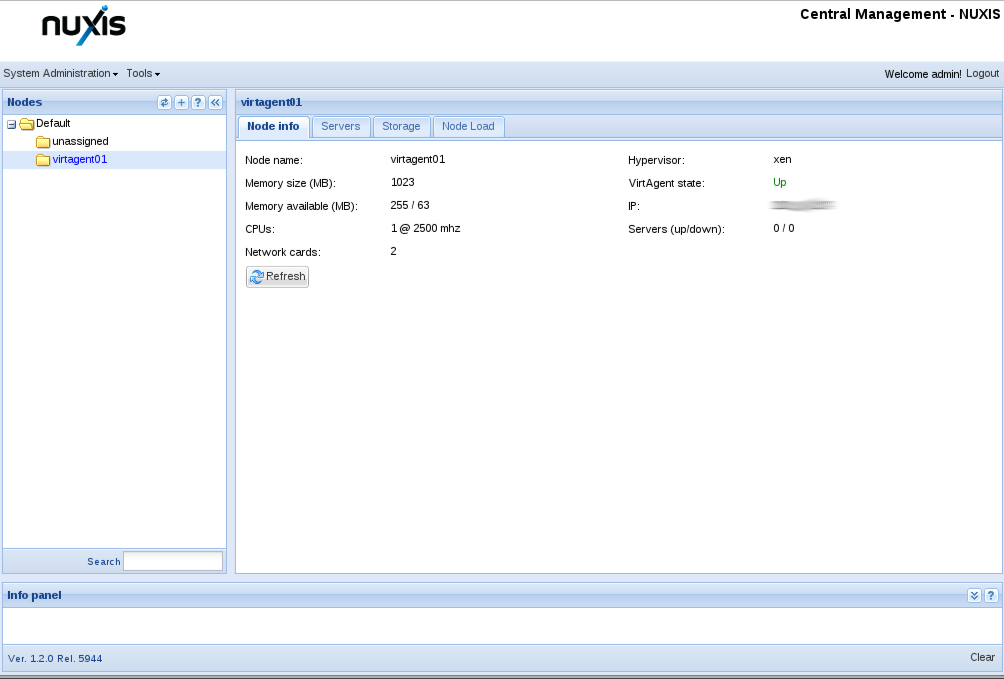 nuxis
Central Management - NUXIS
System Administration Tools
Welcome admin! Logout
Nodes
Default
unassigned
virtagent01
Search
virtagent01
Node info Servers Storage Node Load
Node name: virtagent01 Hypervisor: xen
Memory size (MB): 1023 VirtAgent state: Up
Memory available (MB): 255 / 63 IP:
CPUs: 1 @ 2500 mhz Servers (up/down): 0 / 0
Network cards: 2
Refresh
Info panel
Ver. 1.2.0 Rel. 5944 Clear